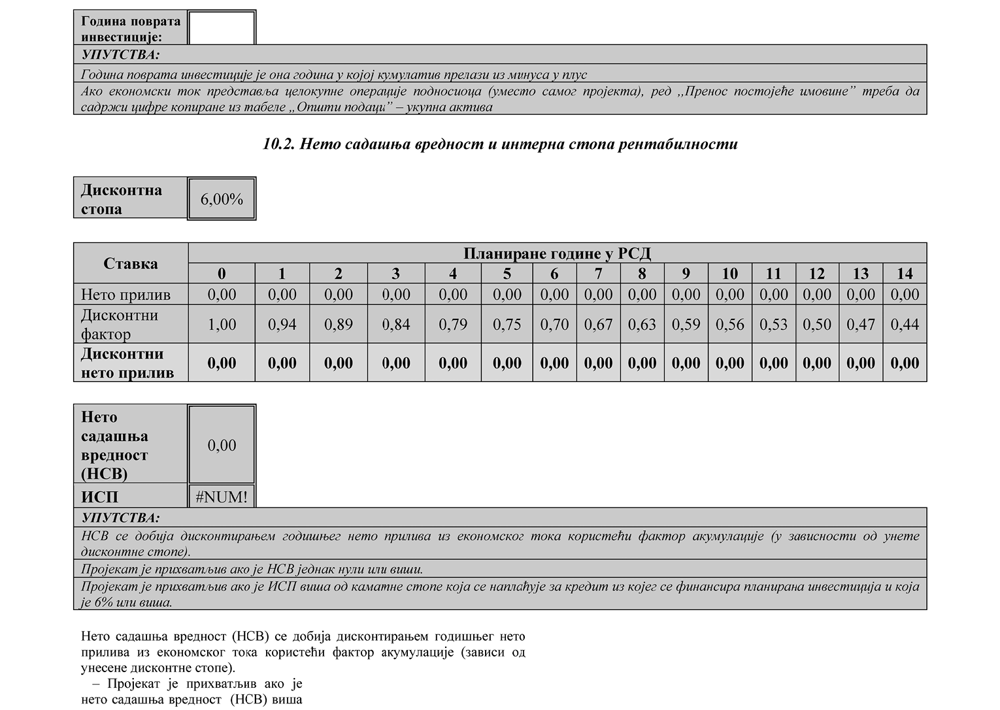 Година поврата
инвестиције:
УПУТСТВА:
Година поврата инвестиције је она година у којој кумулатив прелази из минуса у плус
Ако економски ток представља целокупне операције подносиоца (уместо самог пројекта), ред „Пренос постојеће имовине” треба да
садржи цифре копиране из табеле „Општи подаци” – укупна актива
10.2. Нето садашња вредност и интерна стопа рентабилности
Дисконтна
стопа
6,00%
Ставка
Планиране године у РСД
0 1 2 3 4 5 6 7 8 9 10 11 12 13 14
Нето прилив 0,00 0,00 0,00 0,00 0,00 0,00 0,00 0,00 0,00 0,00 0,00 0,00 0,00 0,00 0,00
Дисконтни
фактор
1,00 0,94 0,89 0,84 0,79 0,75 0,70 0,67 0,63 0,59 0,56 0,53 0,50 0,47 0,44
Дисконтни
нето прилив
0,00 0,00 0,00 0,00 0,00 0,00 0,00 0,00 0,00 0,00 0,00 0,00 0,00 0,00 0,00
Нето
садашња
вредност
(НСВ)
0,00
ИСП #NUM!
УПУТСТВА:
НСВ се добија дисконтирањем годишњег нето прилива из економског тока користећи фактор акумулације (у зависности од унете
дисконтне стопе).
Пројекат је прихватљив ако је НСВ једнак нули или виши.
Пројекат је прихватљив ако је ИСП виша од каматне стопе која се наплаћује за кредит из којег се финансира планирана инвестиција и која
је 6% или виша.
Нето садашња вредност (НСВ) се добија дисконтирањем годишњег нето
прилива из економског тока користећи фактор акумулације (зависи од
унесене дисконтне стопе).
– Пројекат је прихватљив ако је
нето садашња вредност (НСВ) виша